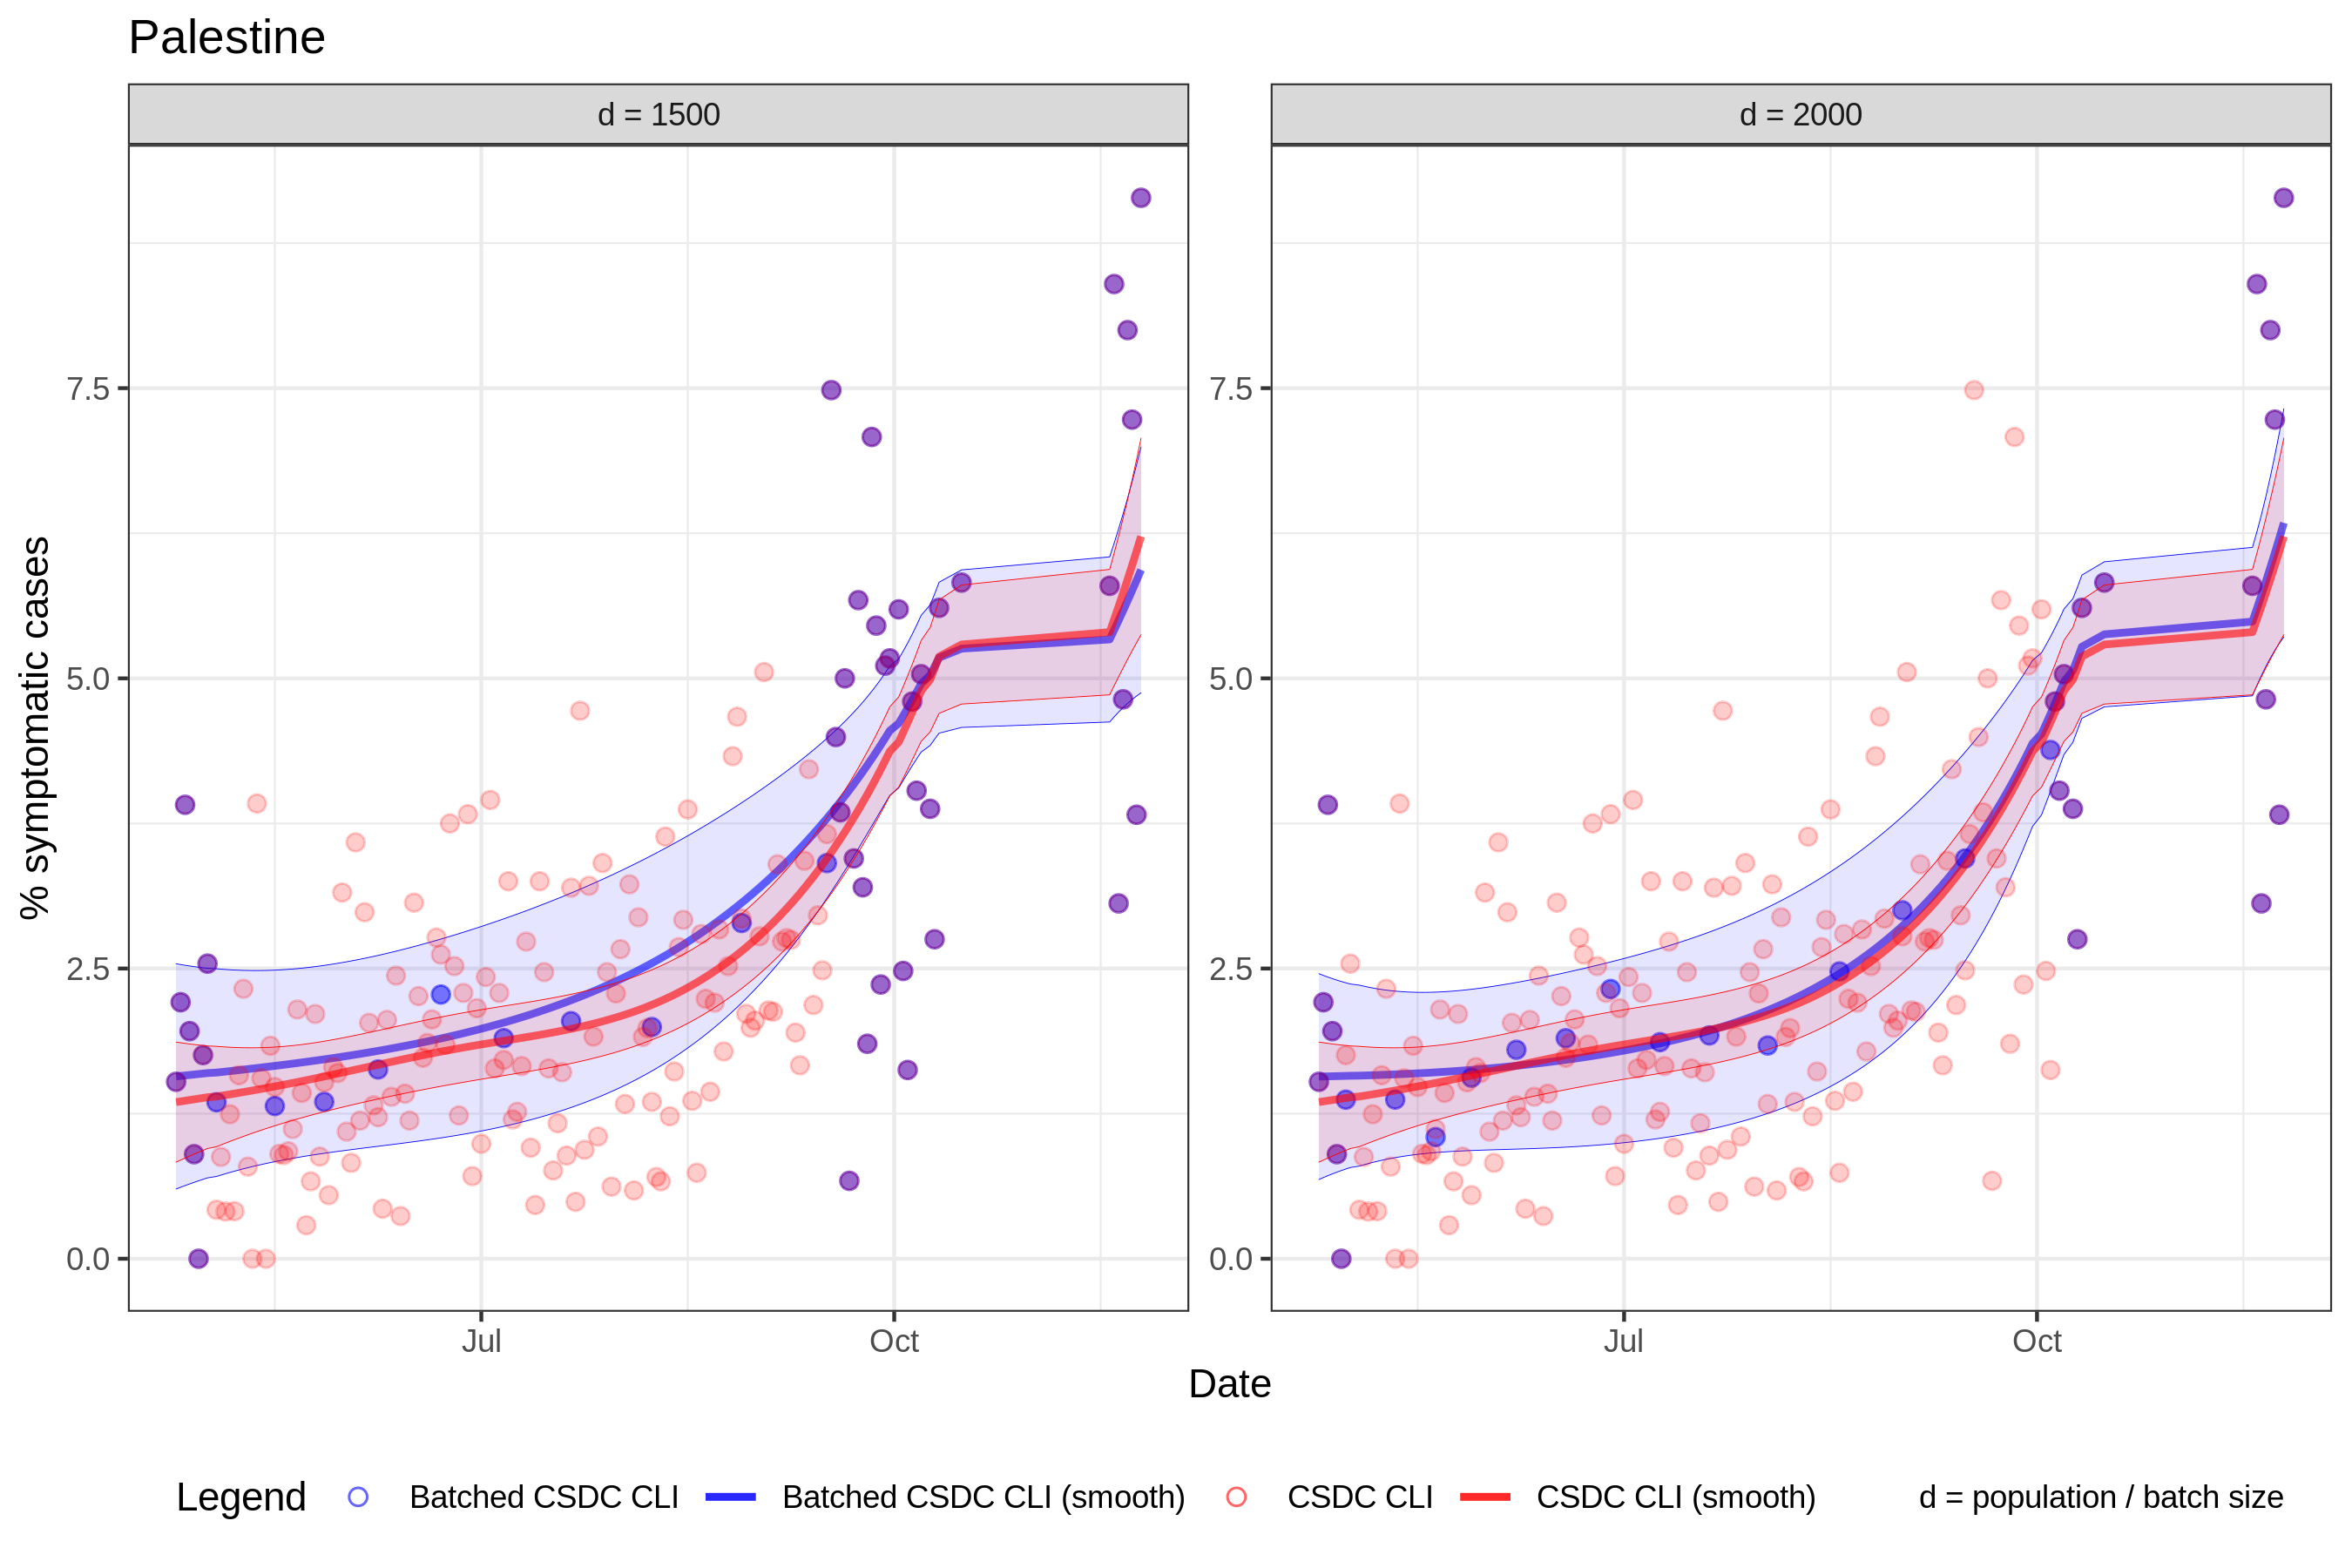 Palestine
d = 1500
d = 2000
% symptomatic cases
7.5
5.0
2.5
0.0
7.5
5.0
2.5
0.0
Jul
Oct
Jul
Oct
Date
Legend Batched CSDC CLI Batched CSDC CLI (smooth) CSDC CLI CSDC CLI (smooth) d = population / batch size